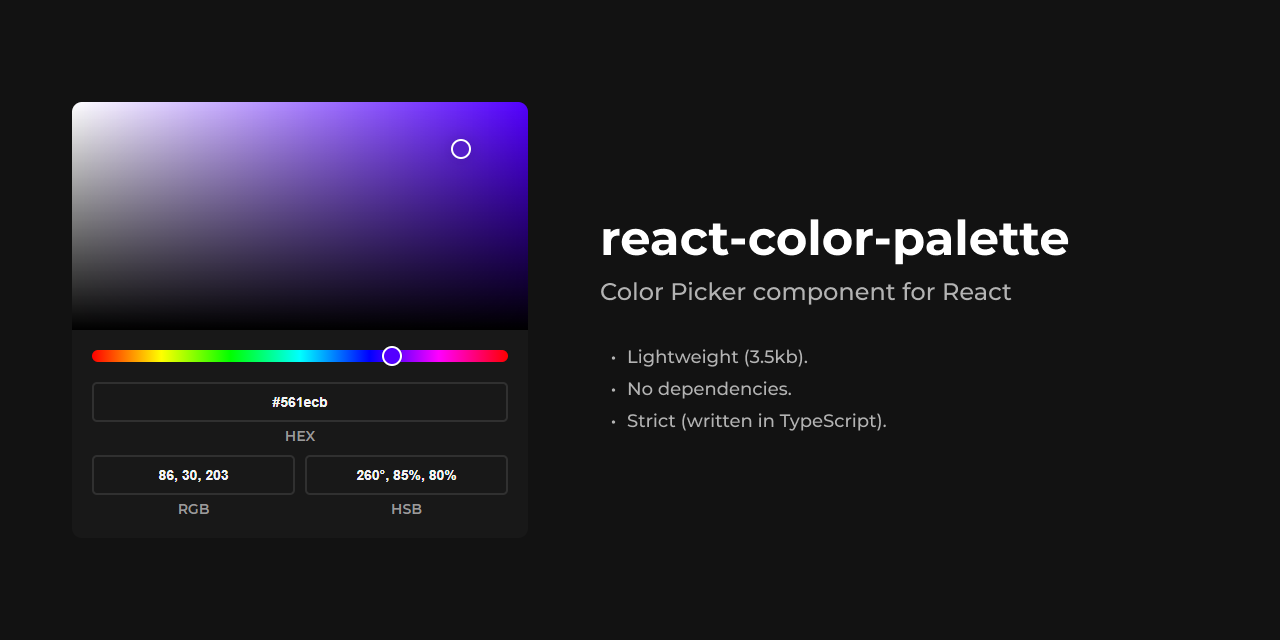 #561ecb
HEX
86, 30, 203
260°, 85%, 80%
RGB
HSB
react-color-palette
Color Picker component for React
• Lightweight (3.5kb).
• No dependencies.
• Strict (written in TypeScript).